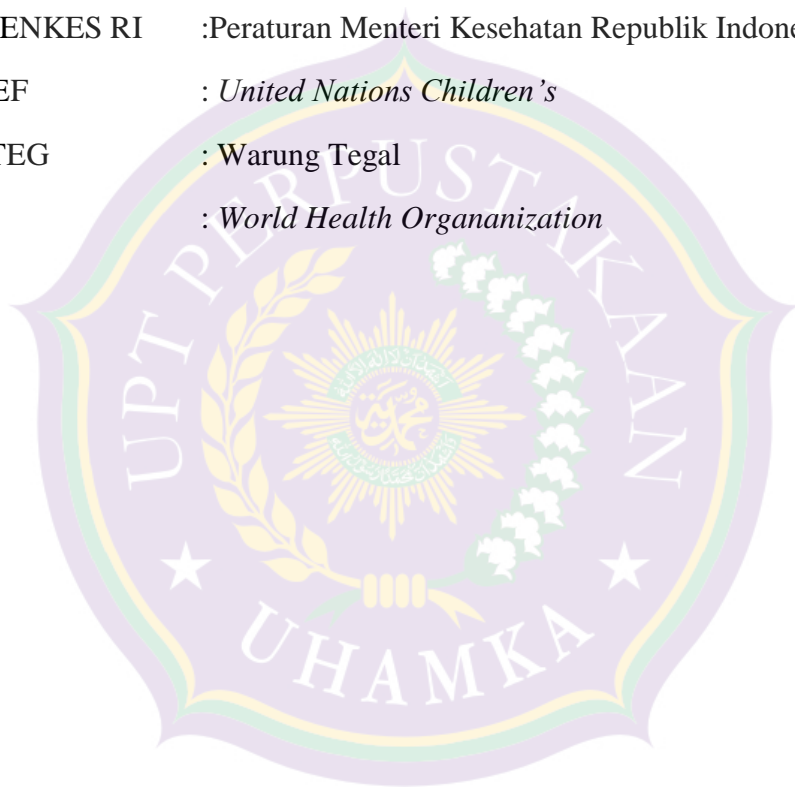 ENKES RI :Peraturan Menteri Kesehatan Republik Indone
EF : United Nations Children’s
TEG : Warung Tegal
: World Health Organanization
UPT PERPUSTAKAAN
UHAMKA